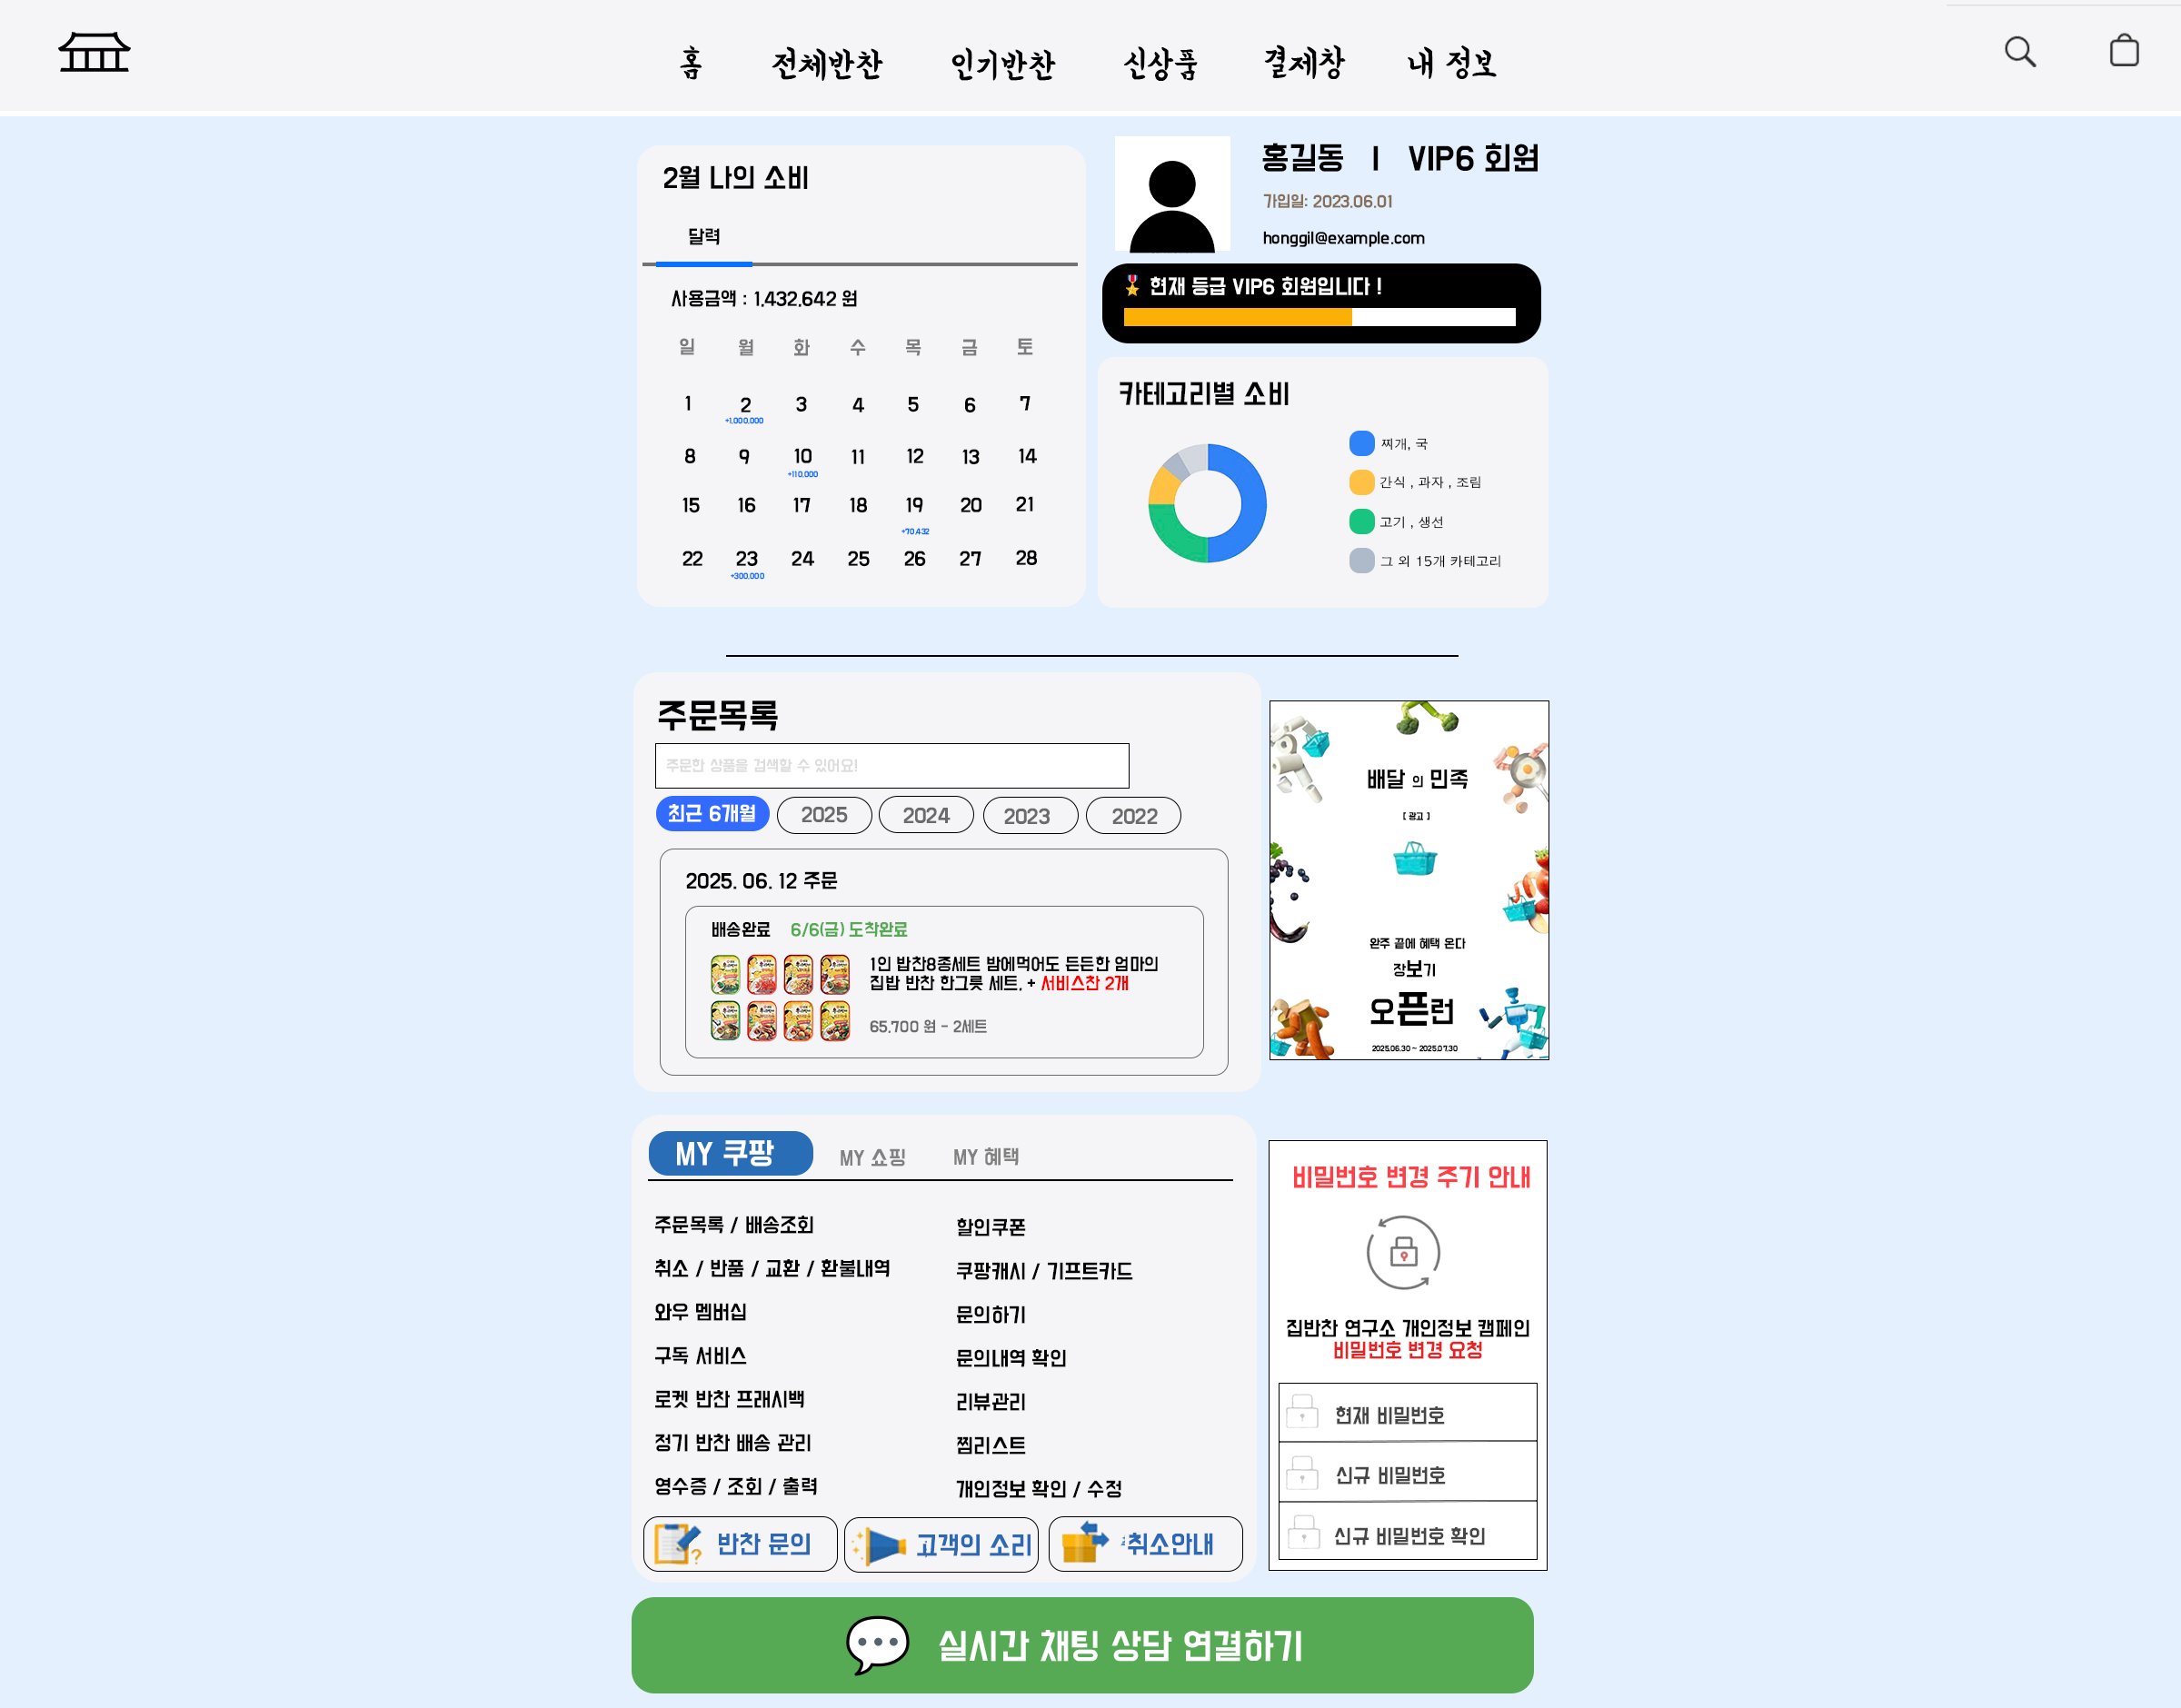 홈 전체반찬 인기반찬 신상품 결제창 내 정보
2월 나의 소비
달력
사용금액 : 1,432,642 원
일 월 화 수 목 금 토
1 2 3 4 5 6 7
+1,000,000
8 9 10 11 12 13 14
+110,000
15 16 17 18 19 20 21
+70,432
22 23 24 25 26 27 28
+300,000
홍길동 | VIP6 회원
가입일: 2023.06.01
honggil@example.com
현재 등급 VIP6 회원입니다 !
카테고리별 소비
찌개, 국
간식 , 과자 , 조림
고기 , 생선
그 외 15개 카테고리
주문목록
주문한 상품을 검색할 수 있어요!
최근 6개월 2025 2024 2023 2022
2025. 06. 12 주문
배송완료 6/6(금) 도착완료
1인 밥찬8종세트 밤에먹어도 든든한 엄마의
집밥 반찬 한그릇 세트, + 서비스찬 2개
65,700 원 - 2세트
배달 의 민족
[ 광고 ]
완주 끝에 혜택 온다
장보기
오픈런
2025.06.30 ~ 2025.07.30
MY 쿠팡 MY 쇼핑 MY 혜택
주문목록 / 배송조회
취소 / 반품 / 교환 / 환불내역
와우 멤버십
구독 서비스
로켓 반찬 프래시백
정기 반찬 배송 관리
영수증 / 조회 / 출력
할인쿠폰
쿠팡캐시 / 기프트카드
문의하기
문의내역 확인
리뷰관리
찜리스트
개인정보 확인 / 수정
반찬 문의
고객의 소리
취소안내
비밀번호 변경 주기 안내
집반찬 연구소 개인정보 캠페인
비밀번호 변경 요청
현재 비밀번호
신규 비밀번호
신규 비밀번호 확인
실시간 채팅 상담 연결하기